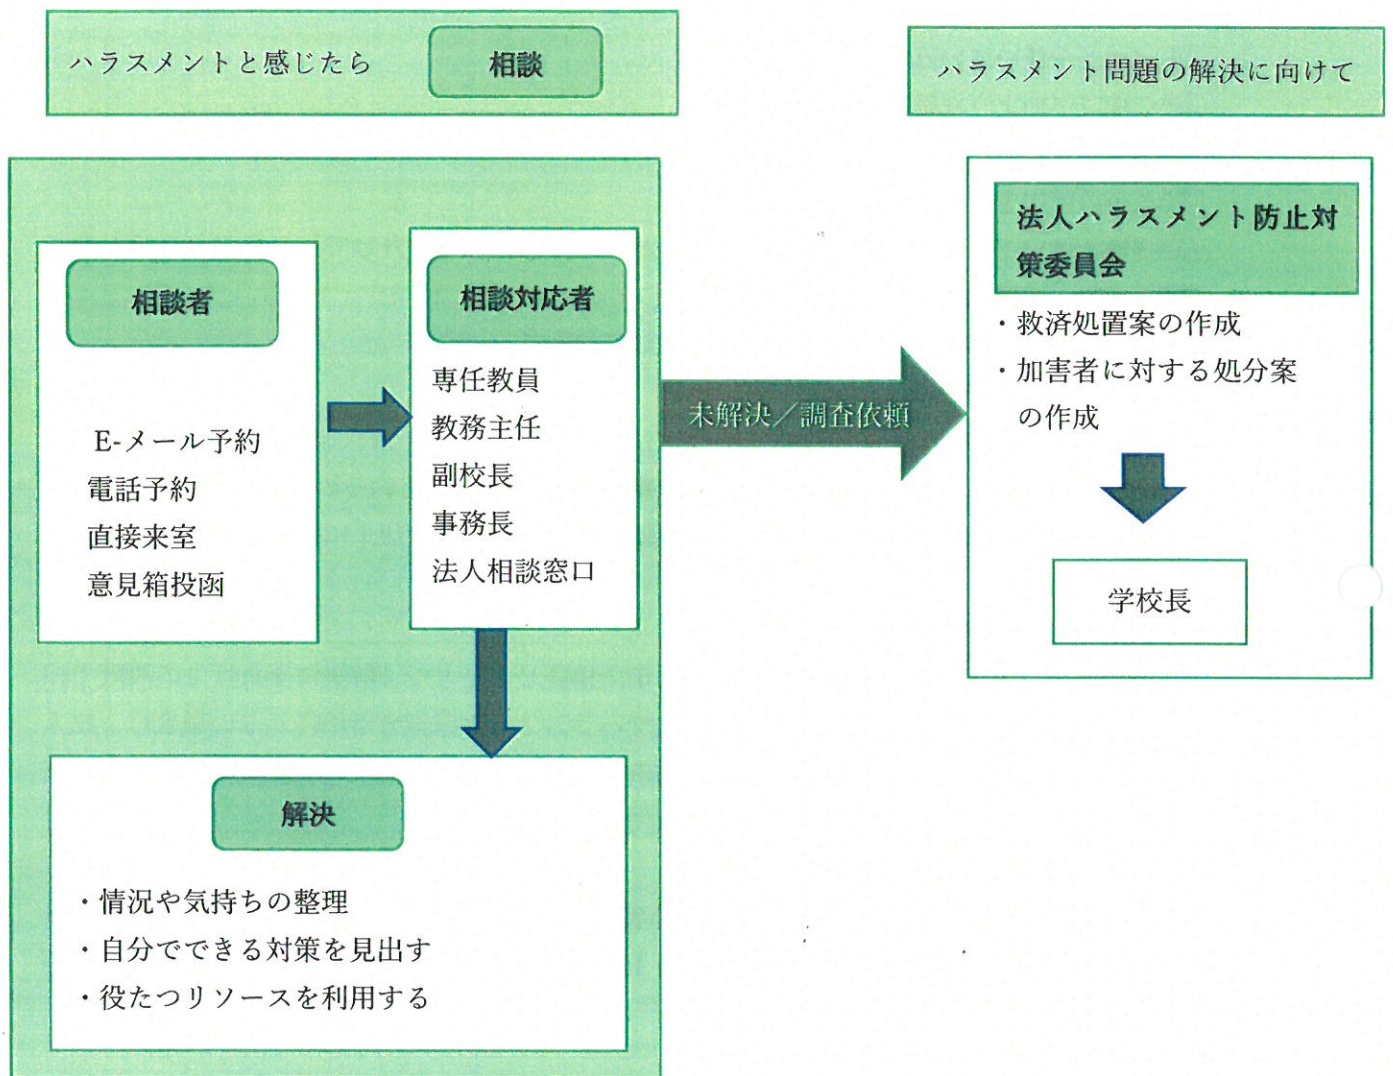 ハラスメントと感じたら
相談
ハラスメント問題の解決に向けて
相談者
E-メール予約
電話予約
直接来室
意見箱投函
相談対応者
専任教員
教務主任
副校長
事務長
法人相談窓口
未解決／調査依頼
法人ハラスメント防止対
策委員会
・救済処置案の作成
・加害者に対する処分案
の作成
学校長
解決
・情況や気持ちの整理
・自分でできる対策を見出す
・役たつリソースを利用する